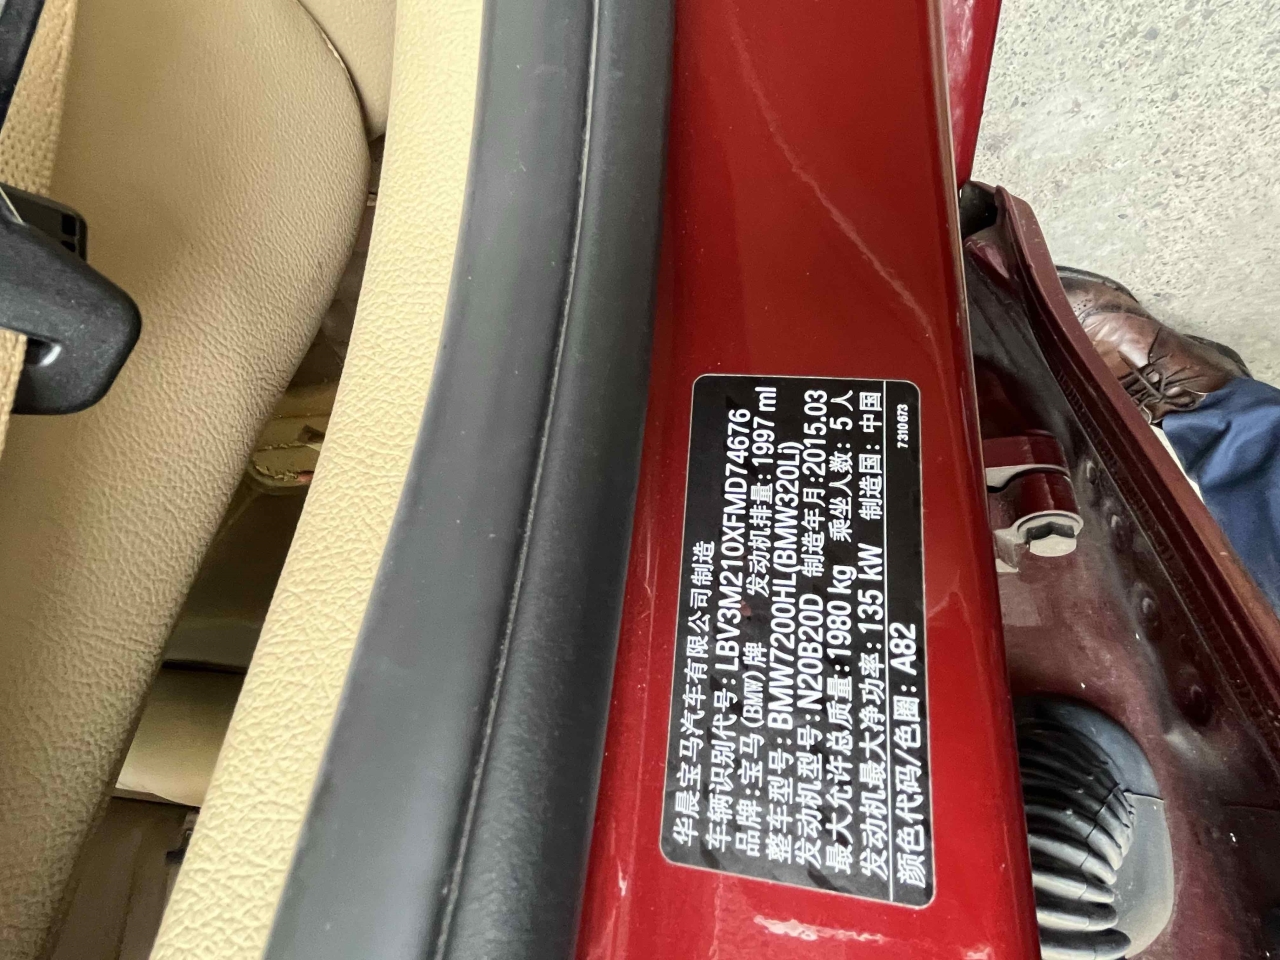 华晨宝马汽车有限公司制造
车辆识别代号:LBV3M210XFMD74676
品牌:宝马(BMW)牌 发动机排量:1997 ml
整车型号:BMW7200HL(BMW320Li)
发动机型号:N20B20D 制造年月:2015.03
最大允许总质量:1980 kg 乘坐人数: 5 人
发动机最大净功率:135 kW 制造国: 中国
颜色代码/色圈: A82
7310673